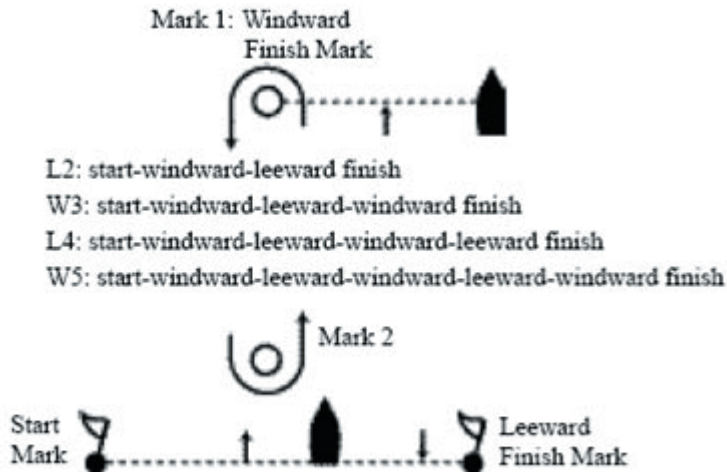 Mark 1: Windward
Finish Mark
L2: start-windward-leeward finish
W3: start-windward-leeward-windward finish
L4: start-windward-leeward-windward-leeward finish
W5: start-windward-leeward-windward-leeward-windward finish
Mark 2
Start
Mark
Leeward
Finish Mark